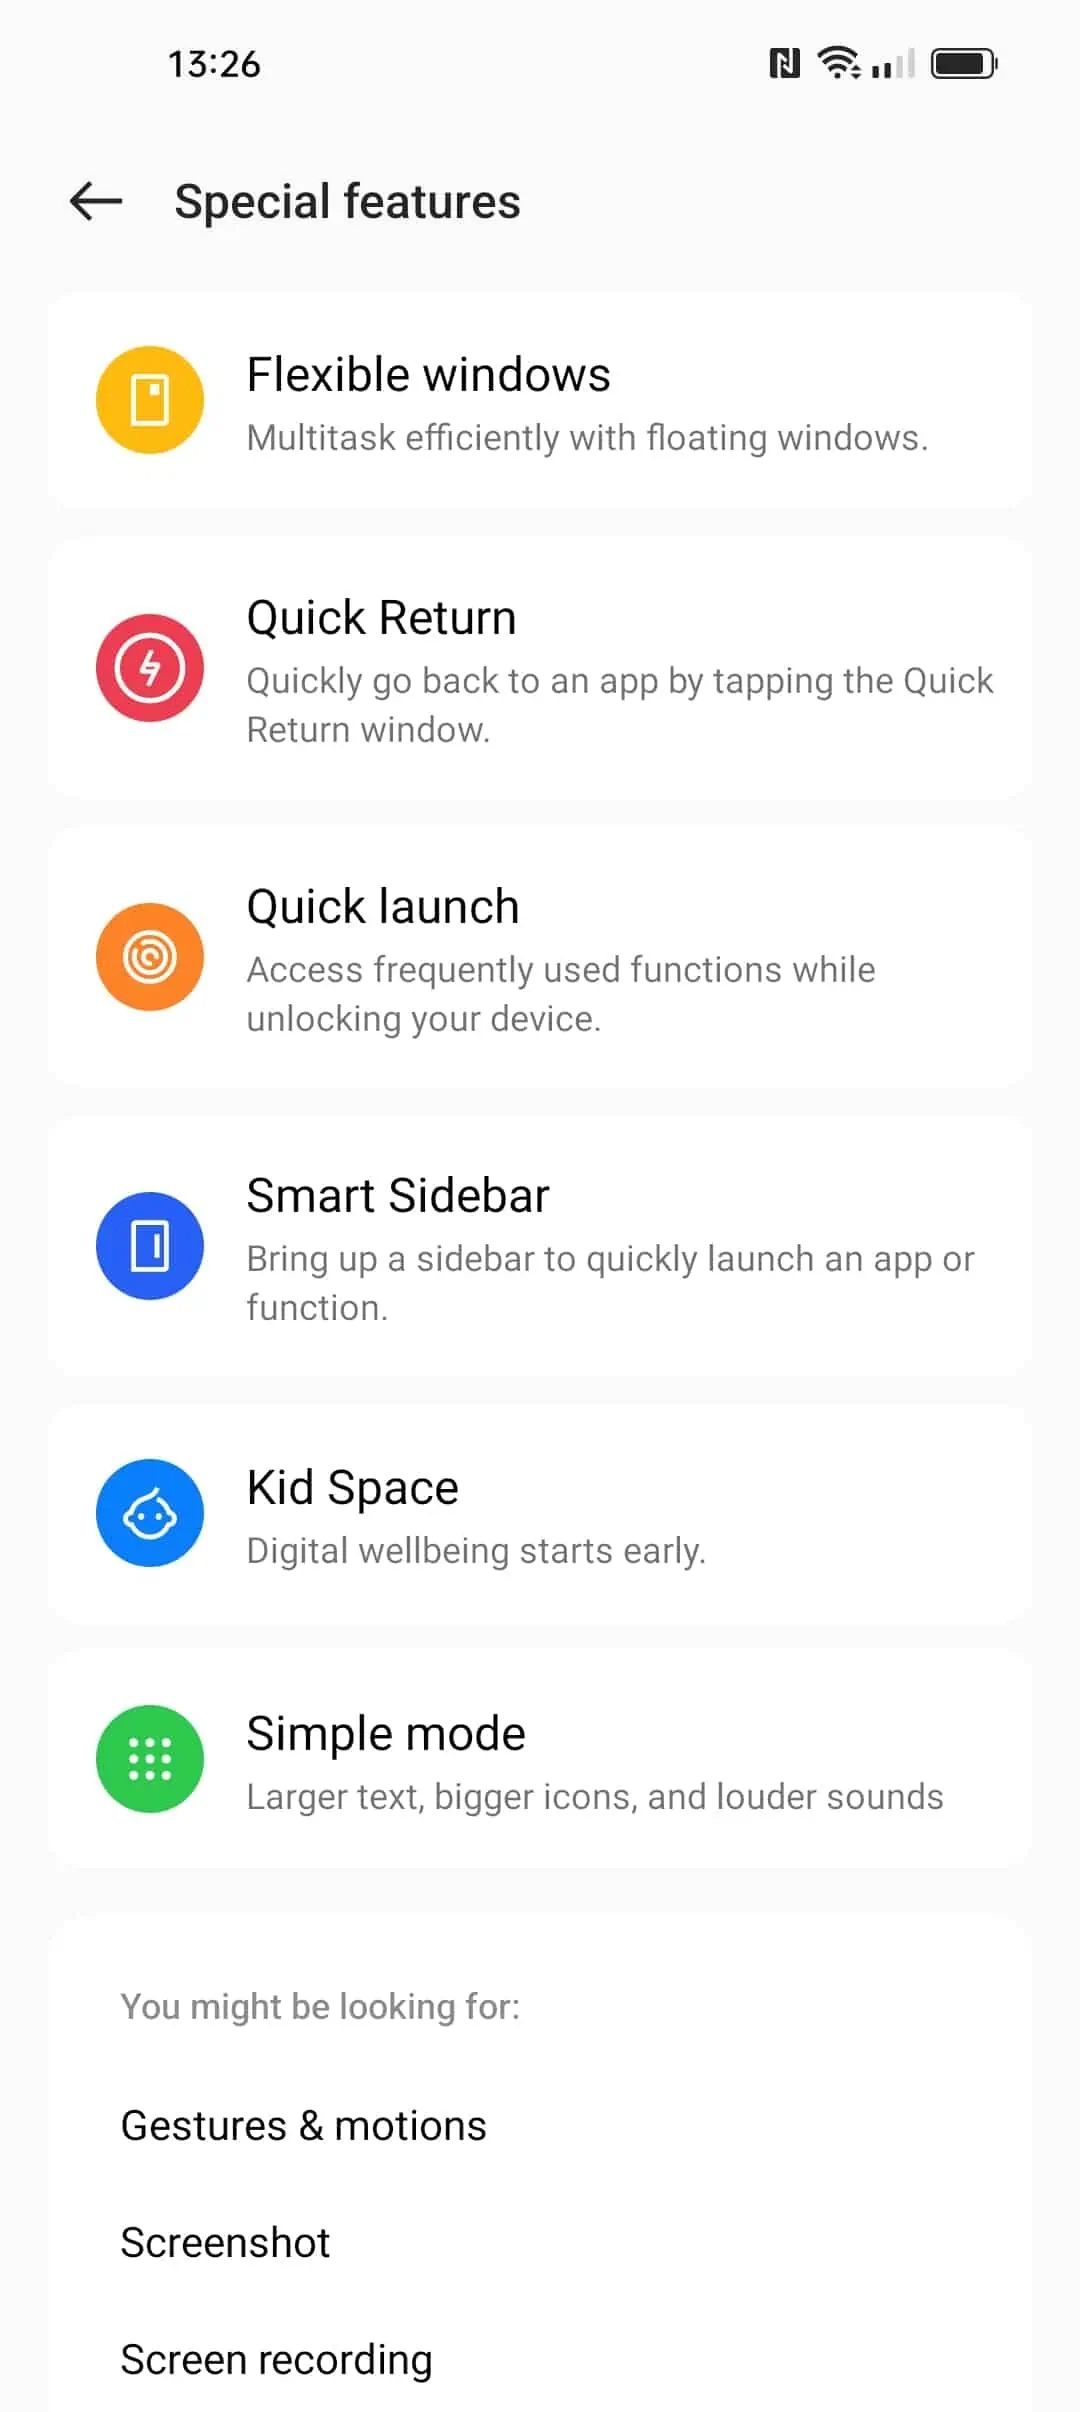 13:26
Special features
Flexible windows
Multitask efficiently with floating windows.
Quick Return
Quickly go back to an app by tapping the Quick
Return window.
Quick launch
Access frequently used functions while
unlocking your device.
Smart Sidebar
Bring up a sidebar to quickly launch an app or
function.
Kid Space
Digital wellbeing starts early.
Simple mode
Larger text, bigger icons, and louder sounds
You might be looking for:
Gestures & motions
Screenshot
Screen recording